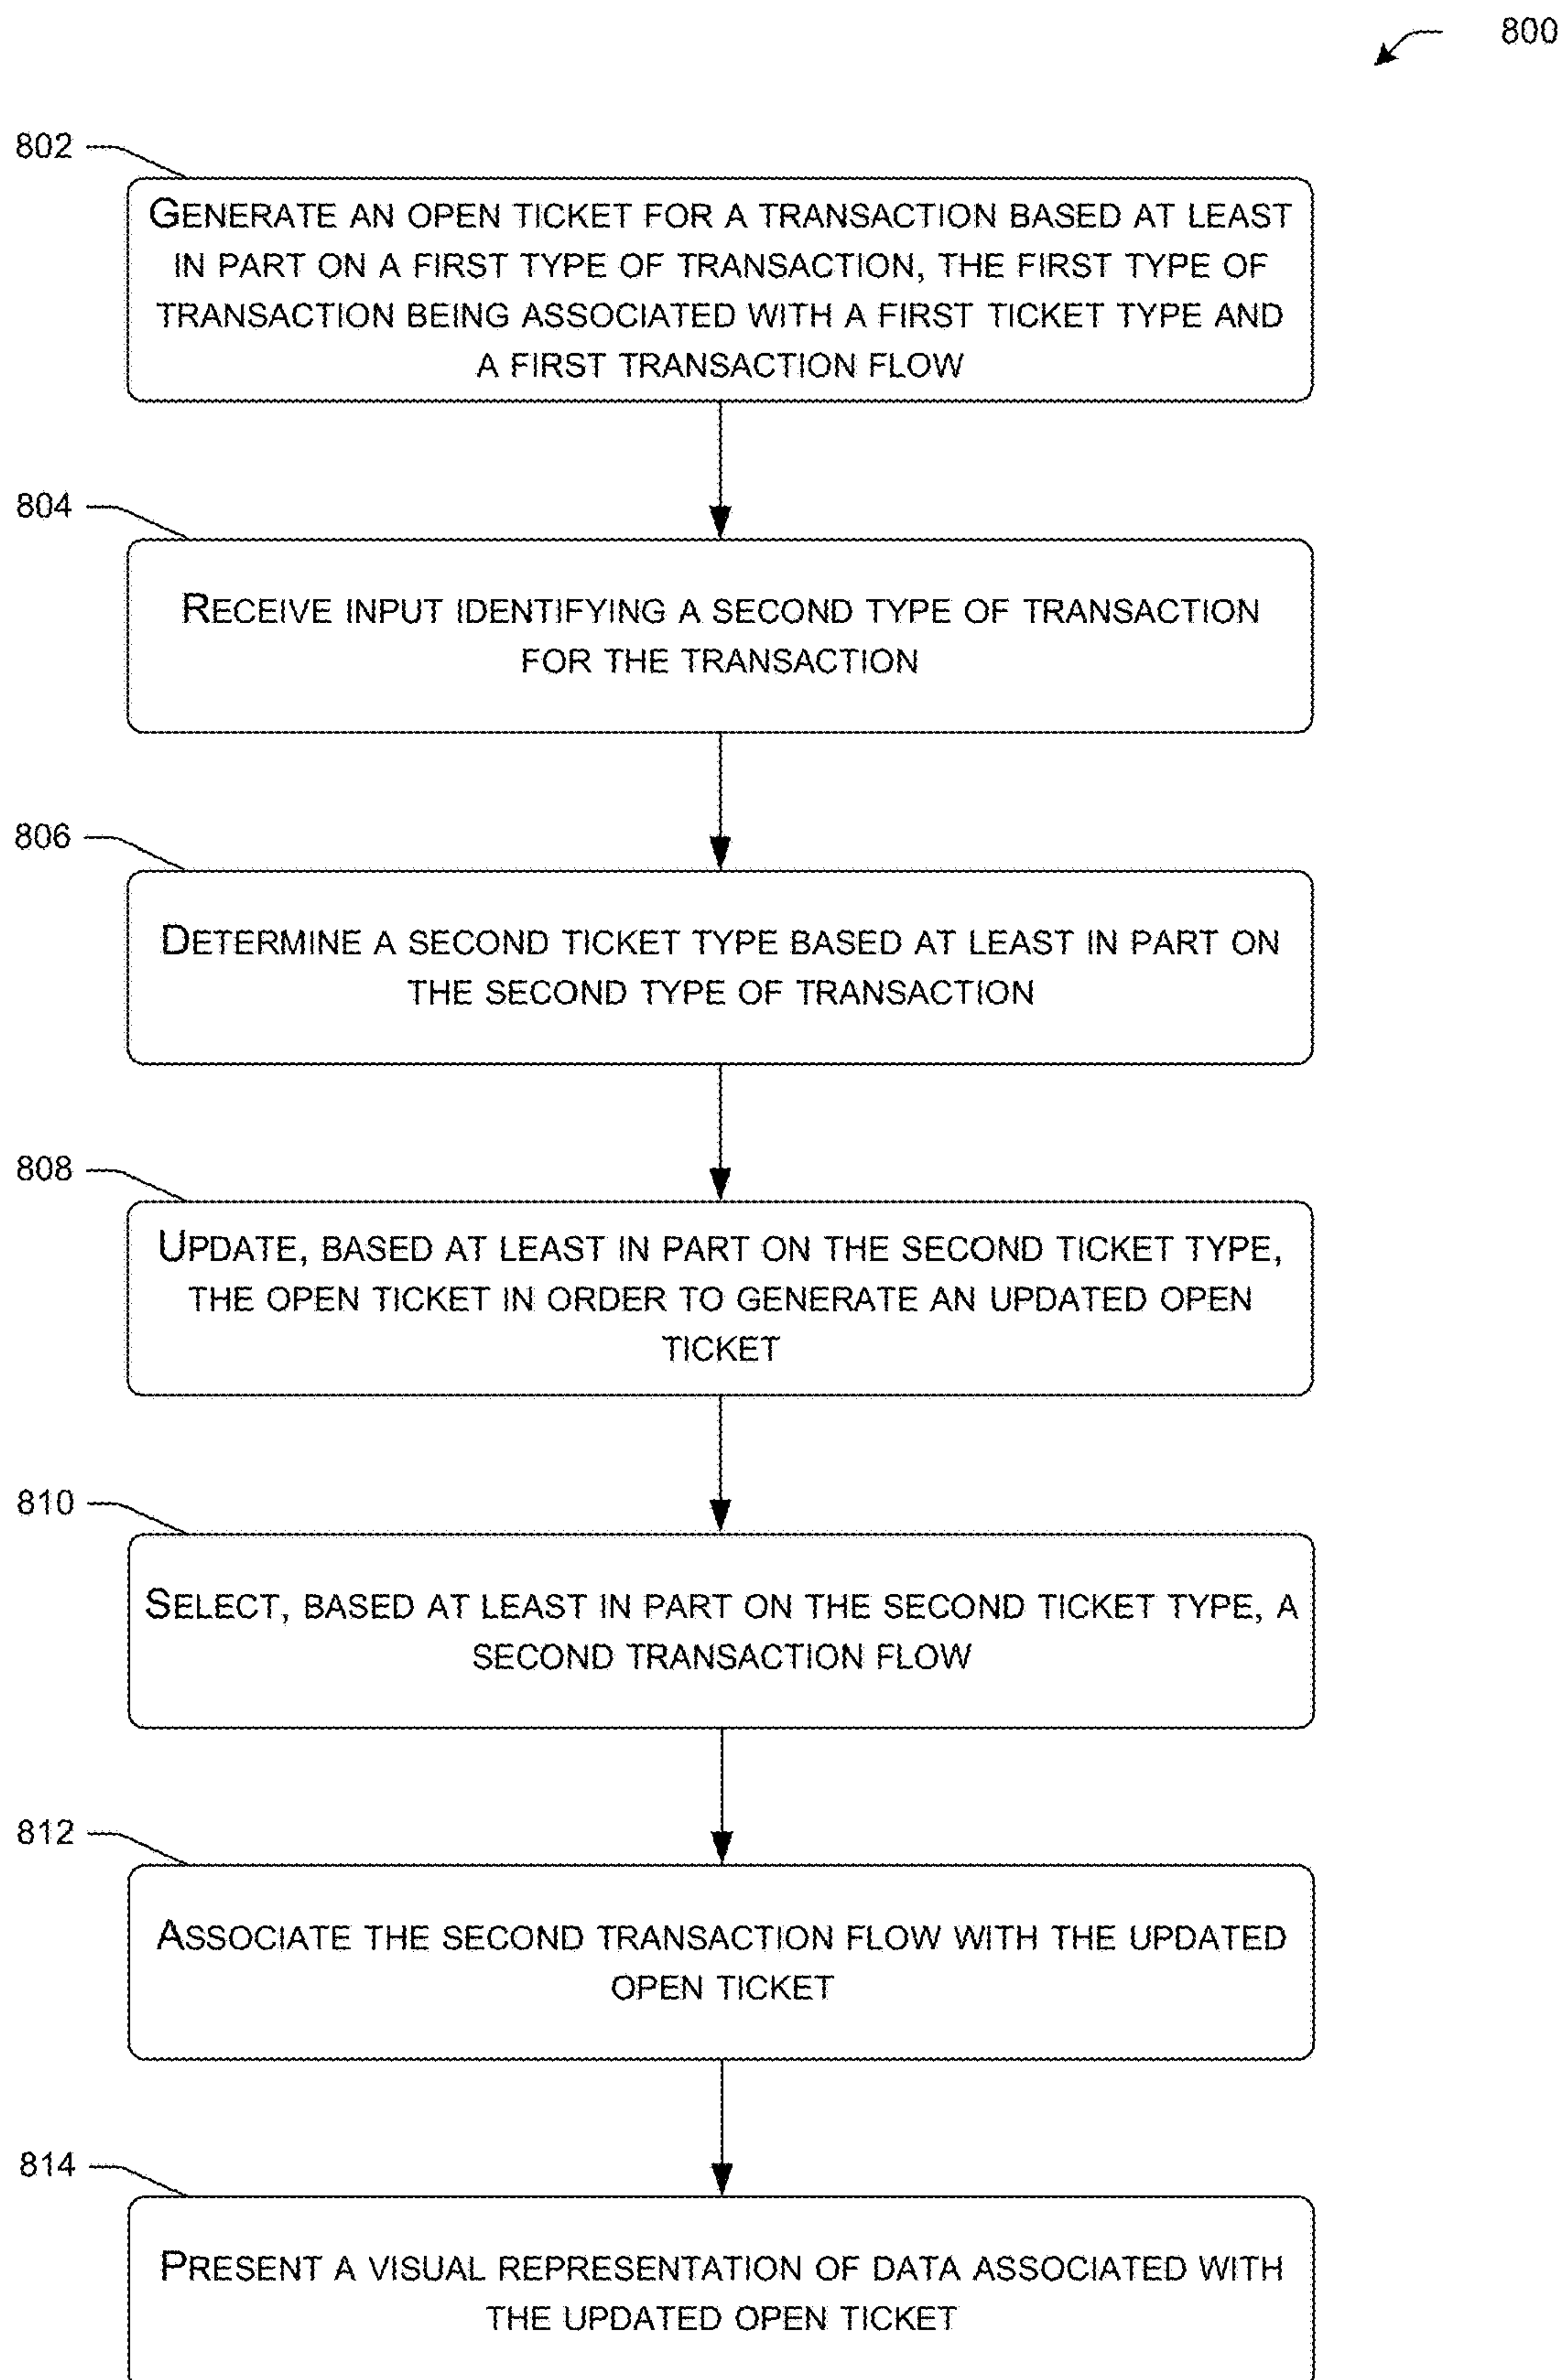 800
802
GENERATE AN OPEN TICKET FOR A TRANSACTION BASED AT LEAST
IN PART ON A FIRST TYPE OF TRANSACTION, THE FIRST TYPE OF
TRANSACTION BEING ASSOCIATED WITH A FIRST TICKET TYPE AND
A FIRST TRANSACTION FLOW
804
RECEIVE INPUT IDENTIFYING A SECOND TYPE OF TRANSACTION
FOR THE TRANSACTION
806
DETERMINE A SECOND TICKET TYPE BASED AT LEAST IN PART ON
THE SECOND TYPE OF TRANSACTION
808
UPDATE, BASED AT LEAST IN PART ON THE SECOND TICKET TYPE,
THE OPEN TICKET IN ORDER TO GENERATE AN UPDATED OPEN
TICKET
810
SELECT, BASED AT LEAST IN PART ON THE SECOND TICKET TYPE, A
SECOND TRANSACTION FLOW
812
ASSOCIATE THE SECOND TRANSACTION FLOW WITH THE UPDATED
OPEN TICKET
814
PRESENT A VISUAL REPRESENTATION OF DATA ASSOCIATED WITH
THE UPDATED OPEN TICKET